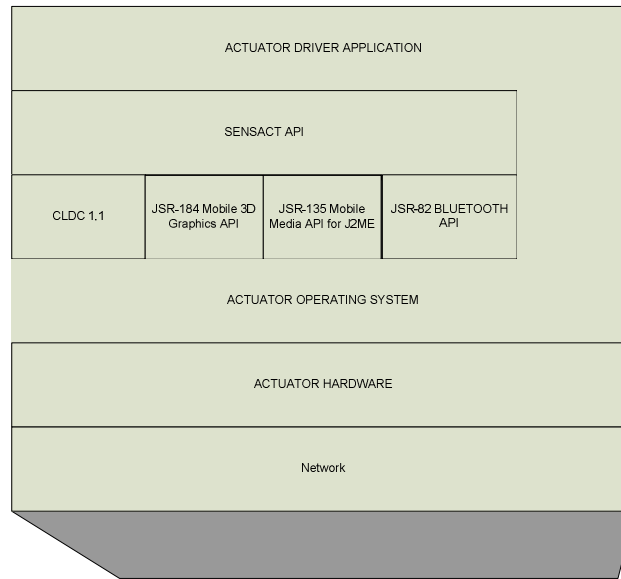 ACTUATOR DRIVER APPLICATION
SENSACT API
CLDC 1.1
JSR-184 Mobile 3D
Graphics API
JSR-135 Mobile
Media API for J2ME
JSR-82 BLUETOOTH
API
ACTUATOR OPERATING SYSTEM
ACTUATOR HARDWARE
Network